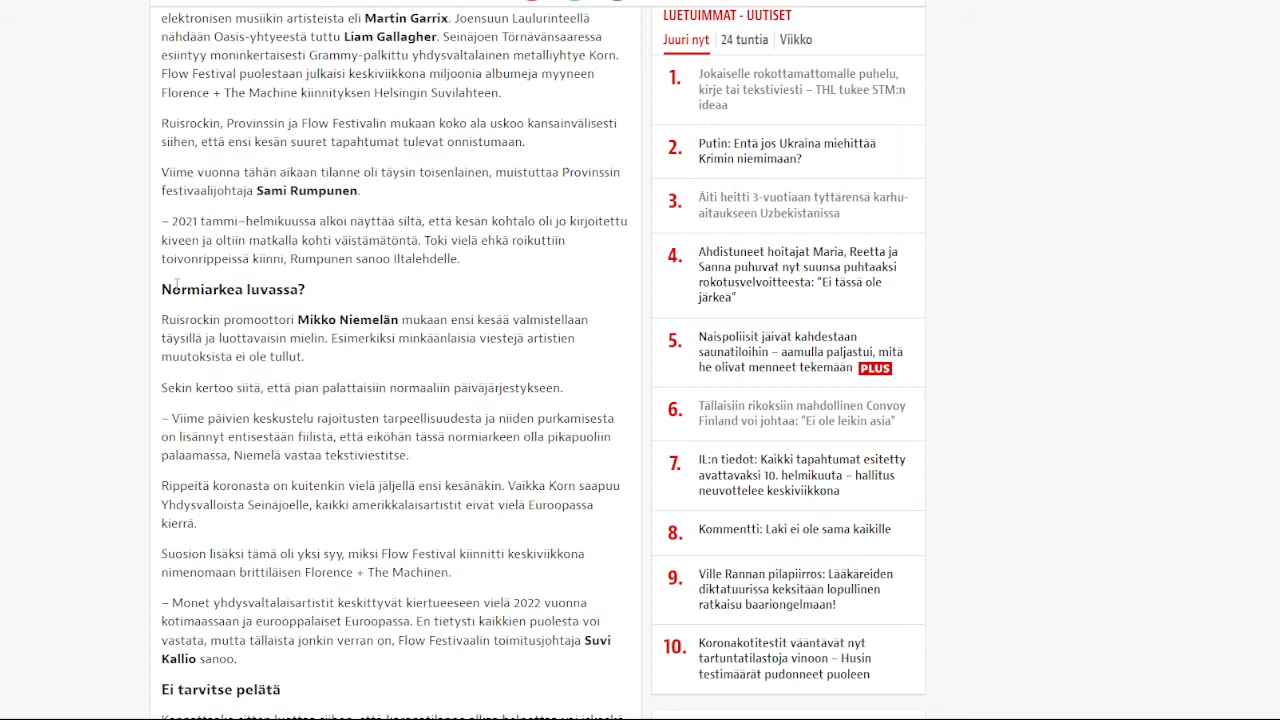 elektronisen musiikin artisteista eli Martin Garrix. Joensuun Laulurinteellä
nähdään Oasis-yhtyeestä tuttu Liam Gallagher. Seinäjoen Törnävänsaaressa
esiintyy moninkertaisesti Grammy-palkittu yhdysvaltalainen metalliyhtye Korn.
Flow Festival puolestaan julkaisi keskiviikkona miljoonia albumeja myyneen
Florence + The Machine kiinnityksen Helsingin Suvilahteen.
Ruisrockin, Provinssin ja Flow Festivalin mukaan koko ala uskoo kansainvälisesti
siihen, että ensi kesän suuret tapahtumat tulevat onnistumaan.
Viime vuonna tähän aikaan tilanne oli täysin toisenlainen, muistuttaa Provinssin
festivaalijohtaja Sami Rumpunen.
– 2021 tammi–helmikuussa alkoi näyttää siltä, että kesän kohtalo oli jo kirjoitettu
kiveen ja oltiin matkalla kohti väistämätöntä. Toki vielä ehkä roikuttiin
toivonrippeissä kiinni, Rumpunen sanoo Iltalehdelle.
Normiarkea luvassa?
Ruisrockin promoottori Mikko Niemelän mukaan ensi kesää valmistellaan
täysillä ja luottavaisin mielin. Esimerkiksi minkäänlaisia viestejä artistien
muutoksista ei ole tullut.
Sekin kertoo siitä, että pian palattaisiin normaaliin päiväjärjestykseen.
– Viime päivien keskustelu rajoitusten tarpeellisuudesta ja niiden purkamisesta
on lisännyt entisestään fiilistä, että eiköhän tässä normiarkeen olla pikapuoliin
palaamassa, Niemelä vastaa tekstiviestitse.
Rippeitä koronasta on kuitenkin vielä jäljellä ensi kesänäkin. Vaikka Korn saapuu
Yhdysvalloista Seinäjoelle, kaikki amerikkalaisartistit eivät vielä Euroopassa
kierrä.
Suosion lisäksi tämä oli yksi syy, miksi Flow Festival kiinnitti keskiviikkona
nimenomaan brittiläisen Florence + The Machinen.
– Monet yhdysvaltalaisartistit keskittyvät kiertueeseen vielä 2022 vuonna
kotimaassaan ja eurooppalaiset Euroopassa. En tietysti kaikkien puolesta voi
vastata, mutta tällaista jonkin verran on, Flow Festivaalin toimitusjohtaja Suvi
Kallio sanoo.
Ei tarvitse pelätä
LUETUIMMAT - UUTISET
Juuri nyt 24 tuntia Viikko
1. Jokaiselle rokottamattomalle puhelu,
kirje tai tekstiviesti – THL tukee STM:n
ideaa
2. Putin: Entä jos Ukraina miehittää
Krimin niemimaan?
3. Äiti heitti 3-vuotiaan tyttärensä karhu-
aitaukseen Uzbekistanissa
4. Ahdistuneet hoitajat Maria, Reetta ja
Sanna puhuvat nyt suunsa puhtaaksi
rokotusvelvoitteesta: ”Ei tässä ole
järkeä”
5. Naispoliisit jäivät kahdestaan
saunatiloihin – aamulla paljastui, mitä
he olivat menneet tekemään PLUS
6. Tällaisiin rikoksiin mahdollinen Convoy
Finland voi johtaa: ”Ei ole leikin asia”
7. IL:n tiedot: Kaikki tapahtumat esitetty
avattavaksi 10. helmikuuta – hallitus
neuvottelee keskiviikkona
8. Kommentti: Laki ei ole sama kaikille
9. Ville Rannan pilapiirros: Lääkäreiden
diktatuurissa keksitään lopullinen
ratkaisu baariongelmaan!
10. Koronakotitestit vääntävät nyt
tartuntatilastoja vinoon – Husin
testimäärät pudonneet puoleen